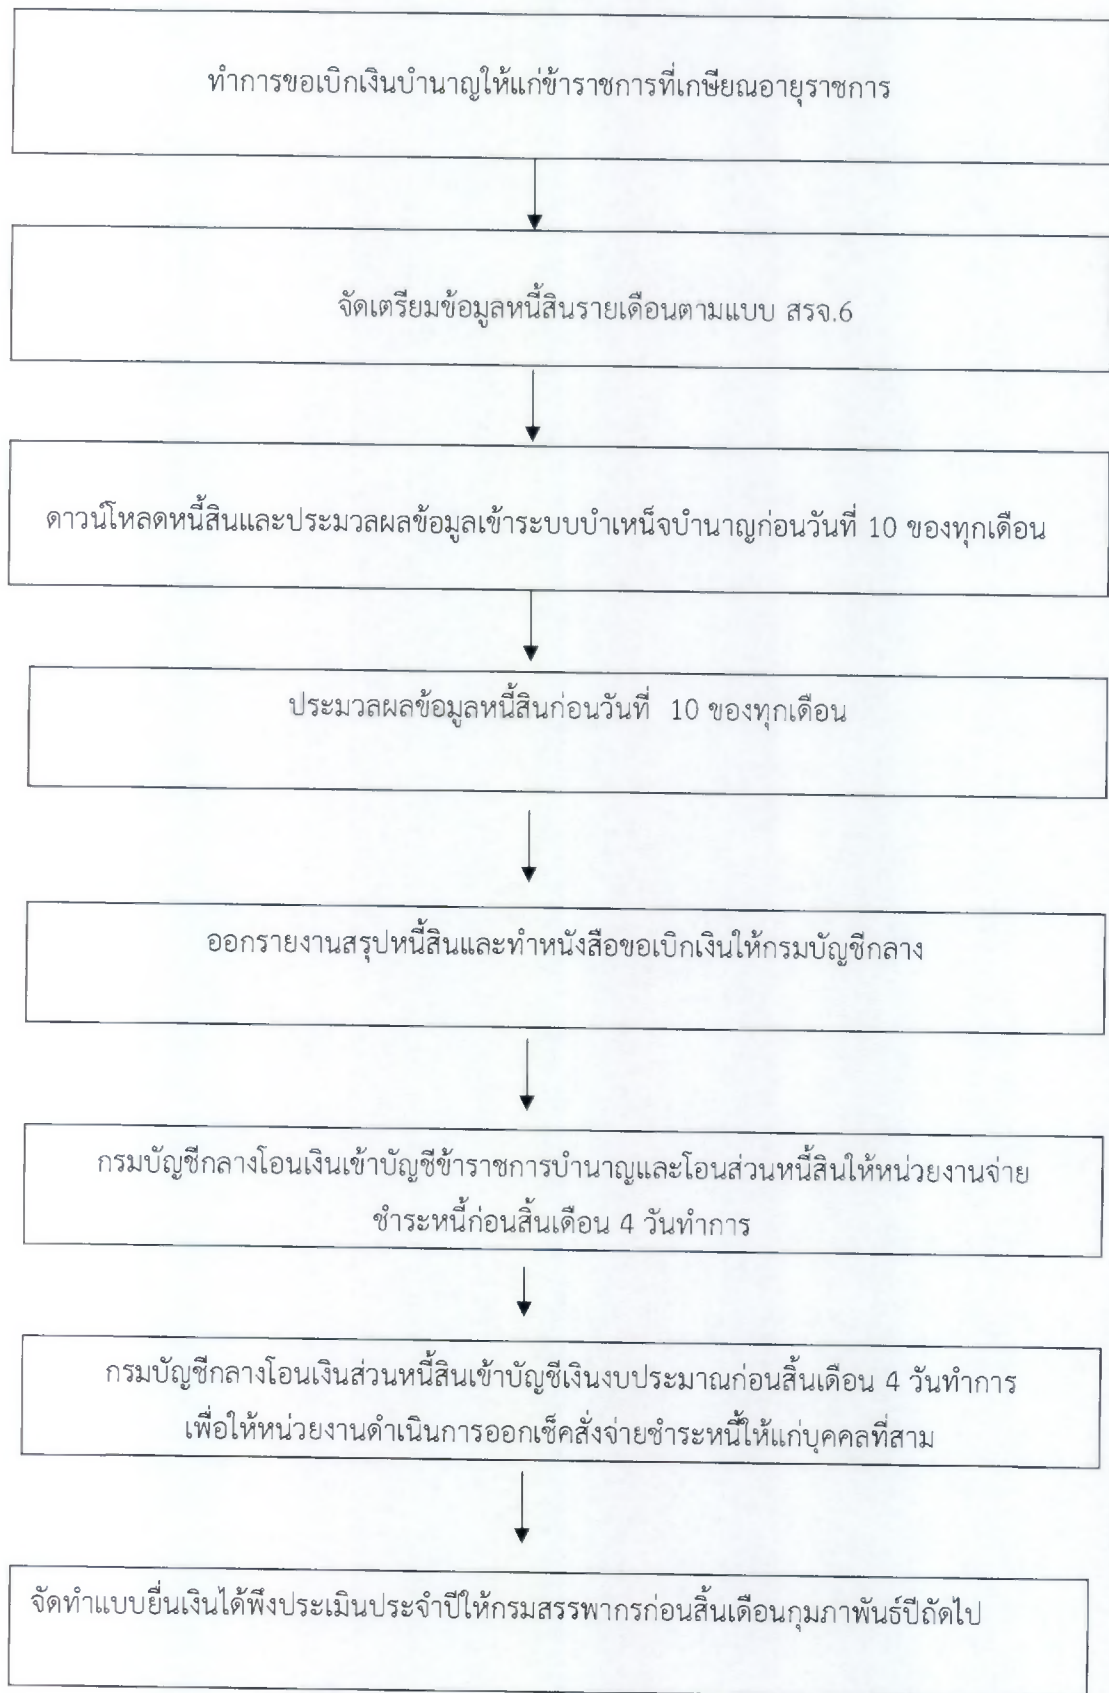 ทำการขอเบิกเงินบำนาญให้แก่ข้าราชการที่เกษียณอายุราชการ
จัดเตรียมข้อมูลหนี้สินรายเดือนตามแบบ สรจ.6
ดาวน์โหลดหนี้สินและประมวลผลข้อมูลเข้าระบบบำเหน็จบำนาญก่อนวันที่ 10 ของทุกเดือน
ประมวลผลข้อมูลหนี้สินก่อนวันที่ 10 ของทุกเดือน
ออกรายงานสรุปหนี้สินและทำหนังสือขอเบิกเงินให้กรมบัญชีกลาง
กรมบัญชีกลางโอนเงินเข้าบัญชีข้าราชการบำนาญและโอนส่วนหนี้สินให้หน่วยงานจ่าย
ชำระหนี้ก่อนสิ้นเดือน 4 วันทำการ
กรมบัญชีกลางโอนเงินส่วนหนี้สินเข้าบัญชีเงินงบประมาณก่อนสิ้นเดือน 4 วันทำการ
เพื่อให้หน่วยงานดำเนินการออกเช็คสั่งจ่ายชำระหนี้ให้แก่บุคคลที่สาม
จัดทำแบบยื่นเงินได้พึงประเมินประจำปีให้กรมสรรพากรก่อนสิ้นเดือนกุมภาพันธ์ปีถัดไป